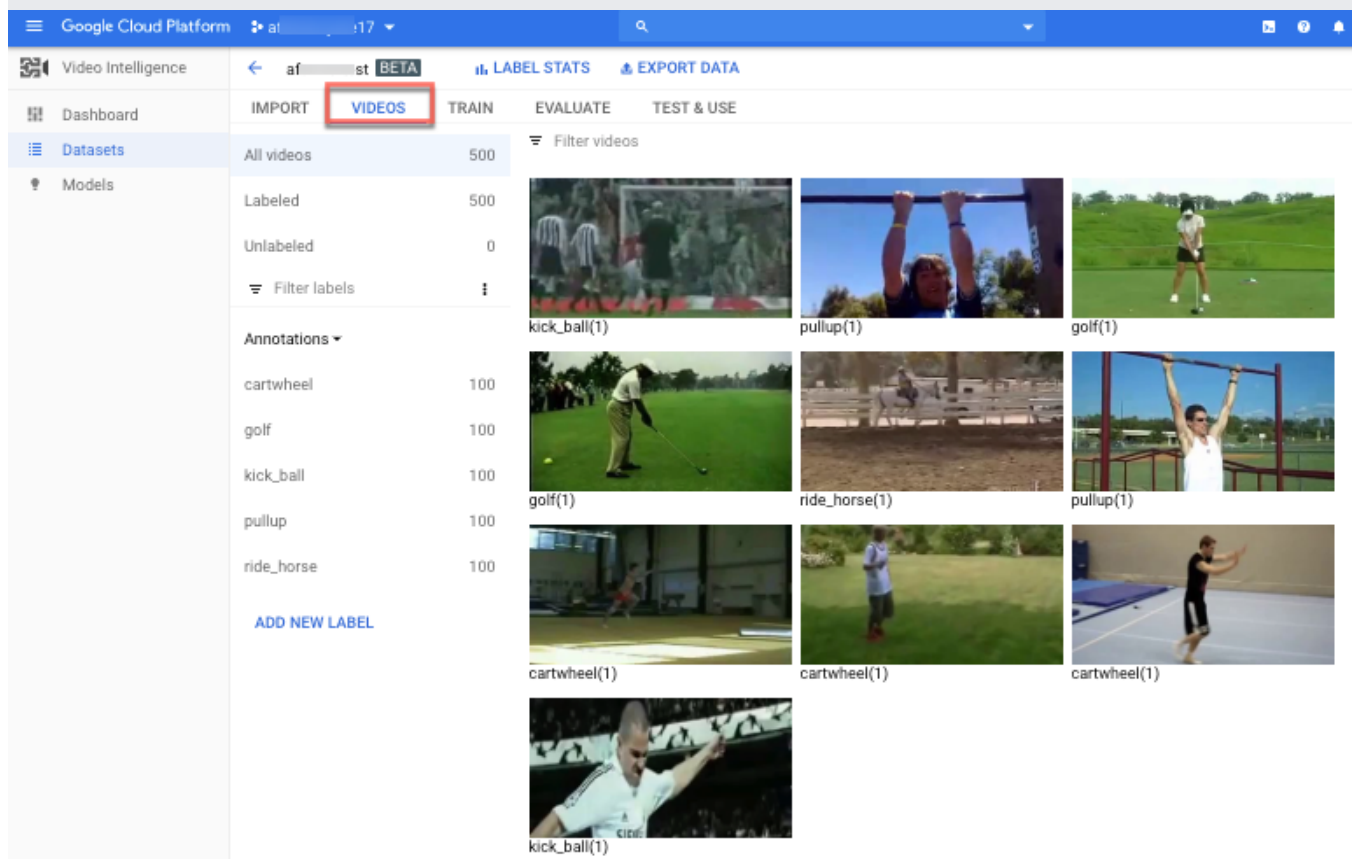 Google Cloud Platform
Video Intelligence
BETA
LABEL STATS
EXPORT DATA
Dashboard
Datasets
Models
IMPORT
VIDEOS
TRAIN
EVALUATE
TEST & USE
All videos 500
Labeled 500
Unlabeled 0
Filter labels
Annotations
cartwheel 100
golf 100
kick_ball 100
pullup 100
ride_horse 100
ADD NEW LABEL
Filter videos
kick_ball(1)
pullup(1)
golf(1)
golf(1)
ride_horse(1)
pullup(1)
cartwheel(1)
cartwheel(1)
cartwheel(1)
kick_ball(1)